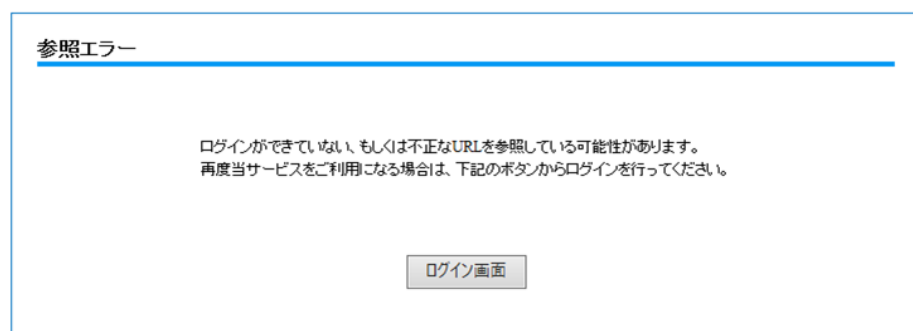 参照エラー
ログインができていない、もしくは不正なURLを参照している可能性があります。
再度当サービスをご利用になる場合は、下記のボタンからログインを行ってください。
ログイン画面